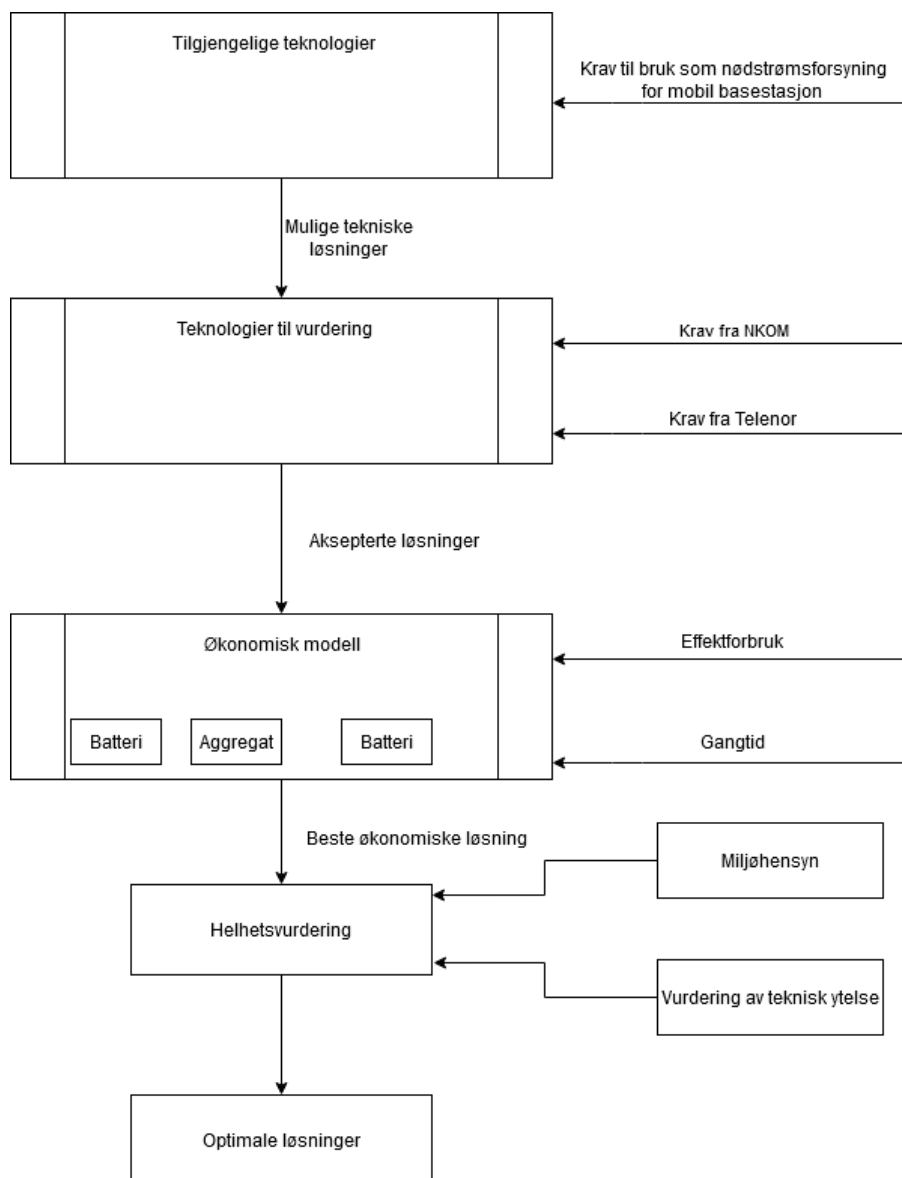 Tilgjengelige teknologier
Krav til bruk som nødstrømsforsyning
for mobil basestasjon
Mulige tekniske
løsninger
Teknologier til vurdering
Krav fra NKOM
Krav fra Telenor
Aksepterte løsninger
Økonomisk modell
Effektforbruk
Batteri
Aggregat
Batteri
Gangtid
Beste økonomiske løsning
Miljøhensyn
Helhetsvurdering
Vurdering av teknisk ytelse
Optimale løsninger